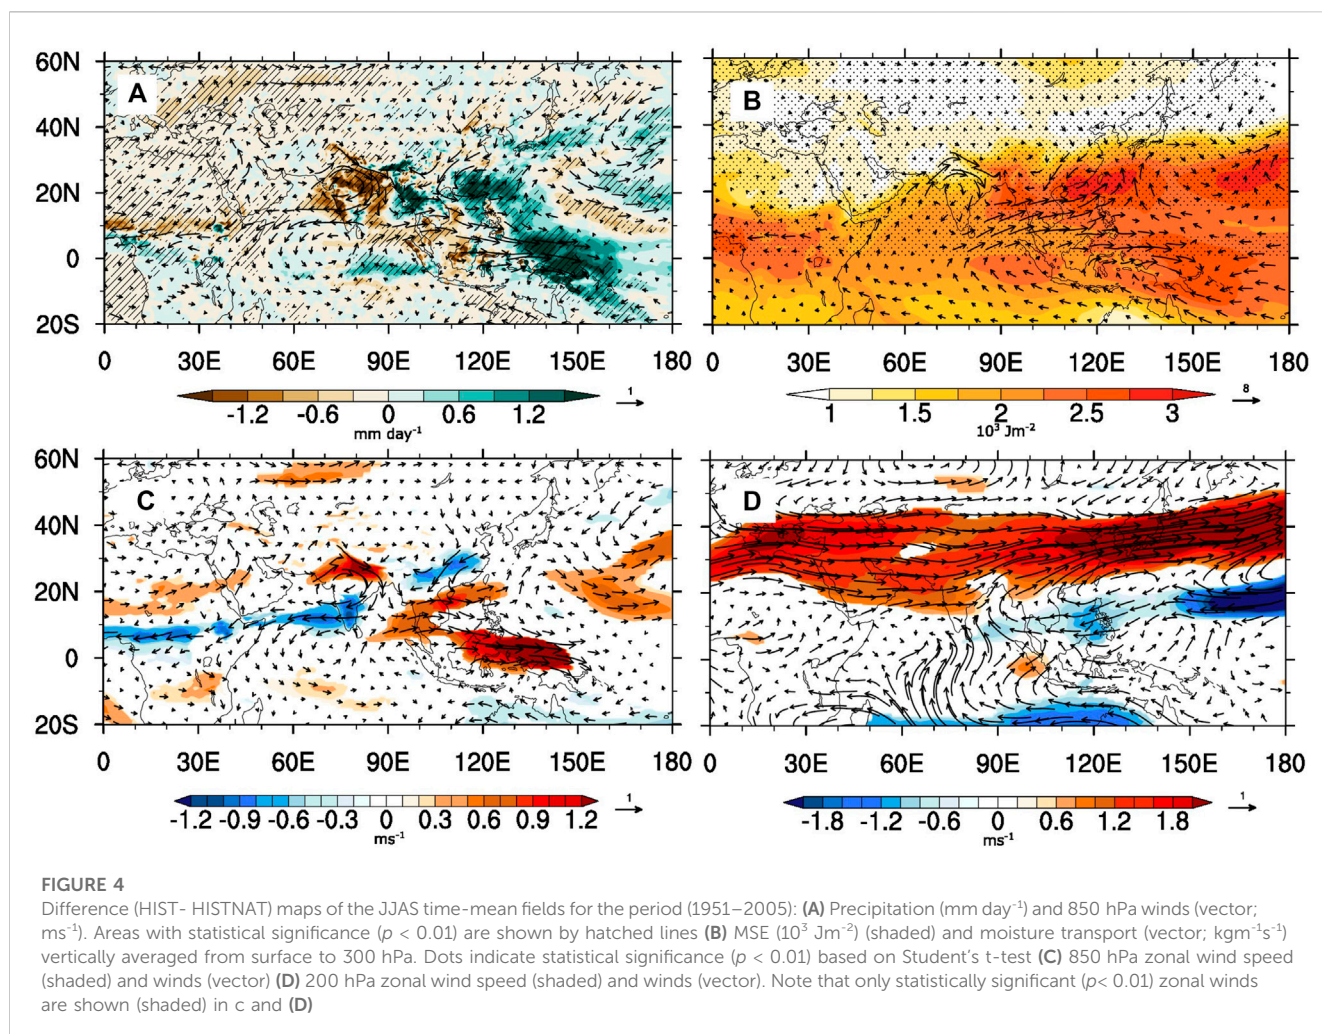 60N
40N
20N
0
20S
A
0 30E 60E 90E 120E 150E 180
-1.2 -0.6 0 0.6 1.2
mm day⁻¹
1
B
0 30E 60E 90E 120E 150E 180
1 1.5 2 2.5 3
10³ Jm⁻²
8
60N
40N
20N
0
20S
C
0 30E 60E 90E 120E 150E 180
-1.2 -0.9 -0.6 -0.3 0 0.3 0.6 0.9 1.2
ms⁻¹
1
D
0 30E 60E 90E 120E 150E 180
-1.8 -1.2 -0.6 0 0.6 1.2 1.8
ms⁻¹
1
FIGURE 4
Difference (HIST- HISTNAT) maps of the JJAS time-mean fields for the period (1951–2005): (A) Precipitation (mm day⁻¹) and 850 hPa winds (vector;
ms⁻¹). Areas with statistical significance (p < 0.01) are shown by hatched lines (B) MSE (10³ Jm⁻²) (shaded) and moisture transport (vector; kgm⁻¹s⁻¹)
vertically averaged from surface to 300 hPa. Dots indicate statistical significance (p < 0.01) based on Student's t-test (C) 850 hPa zonal wind speed
(shaded) and winds (vector) (D) 200 hPa zonal wind speed (shaded) and winds (vector). Note that only statistically significant (p< 0.01) zonal winds
are shown (shaded) in c and (D)